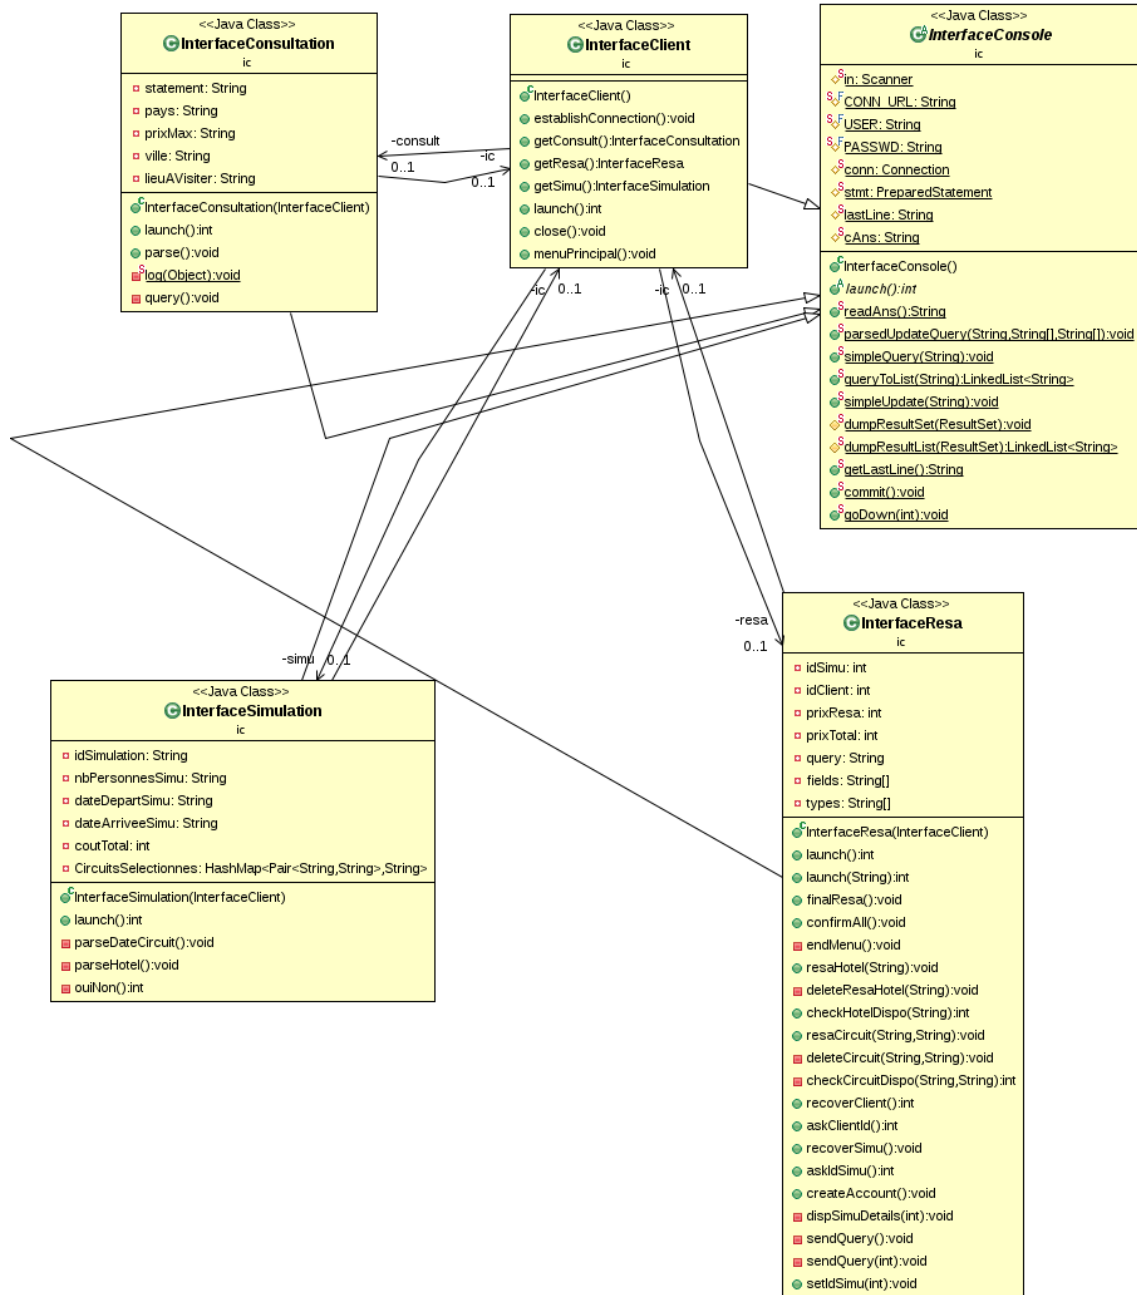 <<Java Class>>
InterfaceConsultation
ic
statement: String
pays: String
prixMax: String
ville: String
lieuAVisiter: String
InterfaceConsultation(InterfaceClient)
launch():int
parse():void
log(Object):void
query():void
<<Java Class>>
InterfaceClient
ic
InterfaceClient()
establishConnection():void
getConsult():InterfaceConsultation
getResa():InterfaceResa
getSimu():InterfaceSimulation
launch():int
close():void
menuPrincipal():void
<<Java Class>>
InterfaceConsole
ic
in: Scanner
CONN_URL: String
USER: String
PASSWD: String
conn: Connection
stmt: PreparedStatement
lastLine: String
cAns: String
InterfaceConsole()
launch():int
readAns():String
parsedUpdateQuery(String,String[],String[]):void
simpleQuery(String):void
queryToList(String):LinkedList<String>
simpleUpdate(String):void
dumpResultSet(ResultSet):void
dumpResultList(ResultSet):LinkedList<String>
getLastLine():String
commit():void
goDown(int):void
-consult
0..1
-ic
0..1
-ic 0..1
-ic 0..1
-simu 0..1
-resa
0..1
<<Java Class>>
InterfaceSimulation
ic
idSimulation: String
nbPersonnesSimu: String
dateDepartSimu: String
dateArriveeSimu: String
coutTotal: int
CircuitsSelectionnes: HashMap<Pair<String,String>,String>
InterfaceSimulation(InterfaceClient)
launch():int
parseDateCircuit():void
parseHotel():void
ouiNon():int
<<Java Class>>
InterfaceResa
ic
idSimu: int
idClient: int
prixResa: int
prixTotal: int
query: String
fields: String[]
types: String[]
InterfaceResa(InterfaceClient)
launch():int
launch(String):int
finalResa():void
confirmAll():void
endMenu():void
resaHotel(String):void
deleteResaHotel(String):void
checkHotelDispo(String):int
resaCircuit(String,String):void
deleteCircuit(String,String):void
checkCircuitDispo(String,String):int
recoverClient():int
askClientId():int
recoverSimu():void
askIdSimu():int
createAccount():void
dispSimuDetails(int):void
sendQuery():void
sendQuery(int):void
setIdSimu(int):void